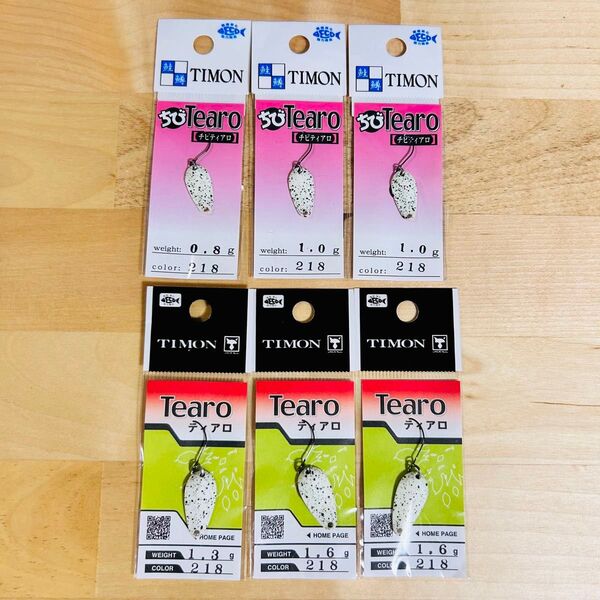 鮭鱒 TIMON
ちびTearo
【チビティアロ】
weight: 0.8g
color: 218
鮭鱒 TIMON
ちびTearo
【チビティアロ】
weight: 1.0g
color: 218
鮭鱒 TIMON
ちびTearo
【チビティアロ】
weight: 1.0g
color: 218
TIMON
Tearo
ティアロ
HOME PAGE
WEIGHT 1.3g
COLOR 218
TIMON
Tearo
ティアロ
HOME PAGE
WEIGHT 1.6g
COLOR 218
TIMON
Tearo
ティアロ
HOME PAGE
WEIGHT 1.6g
COLOR 218